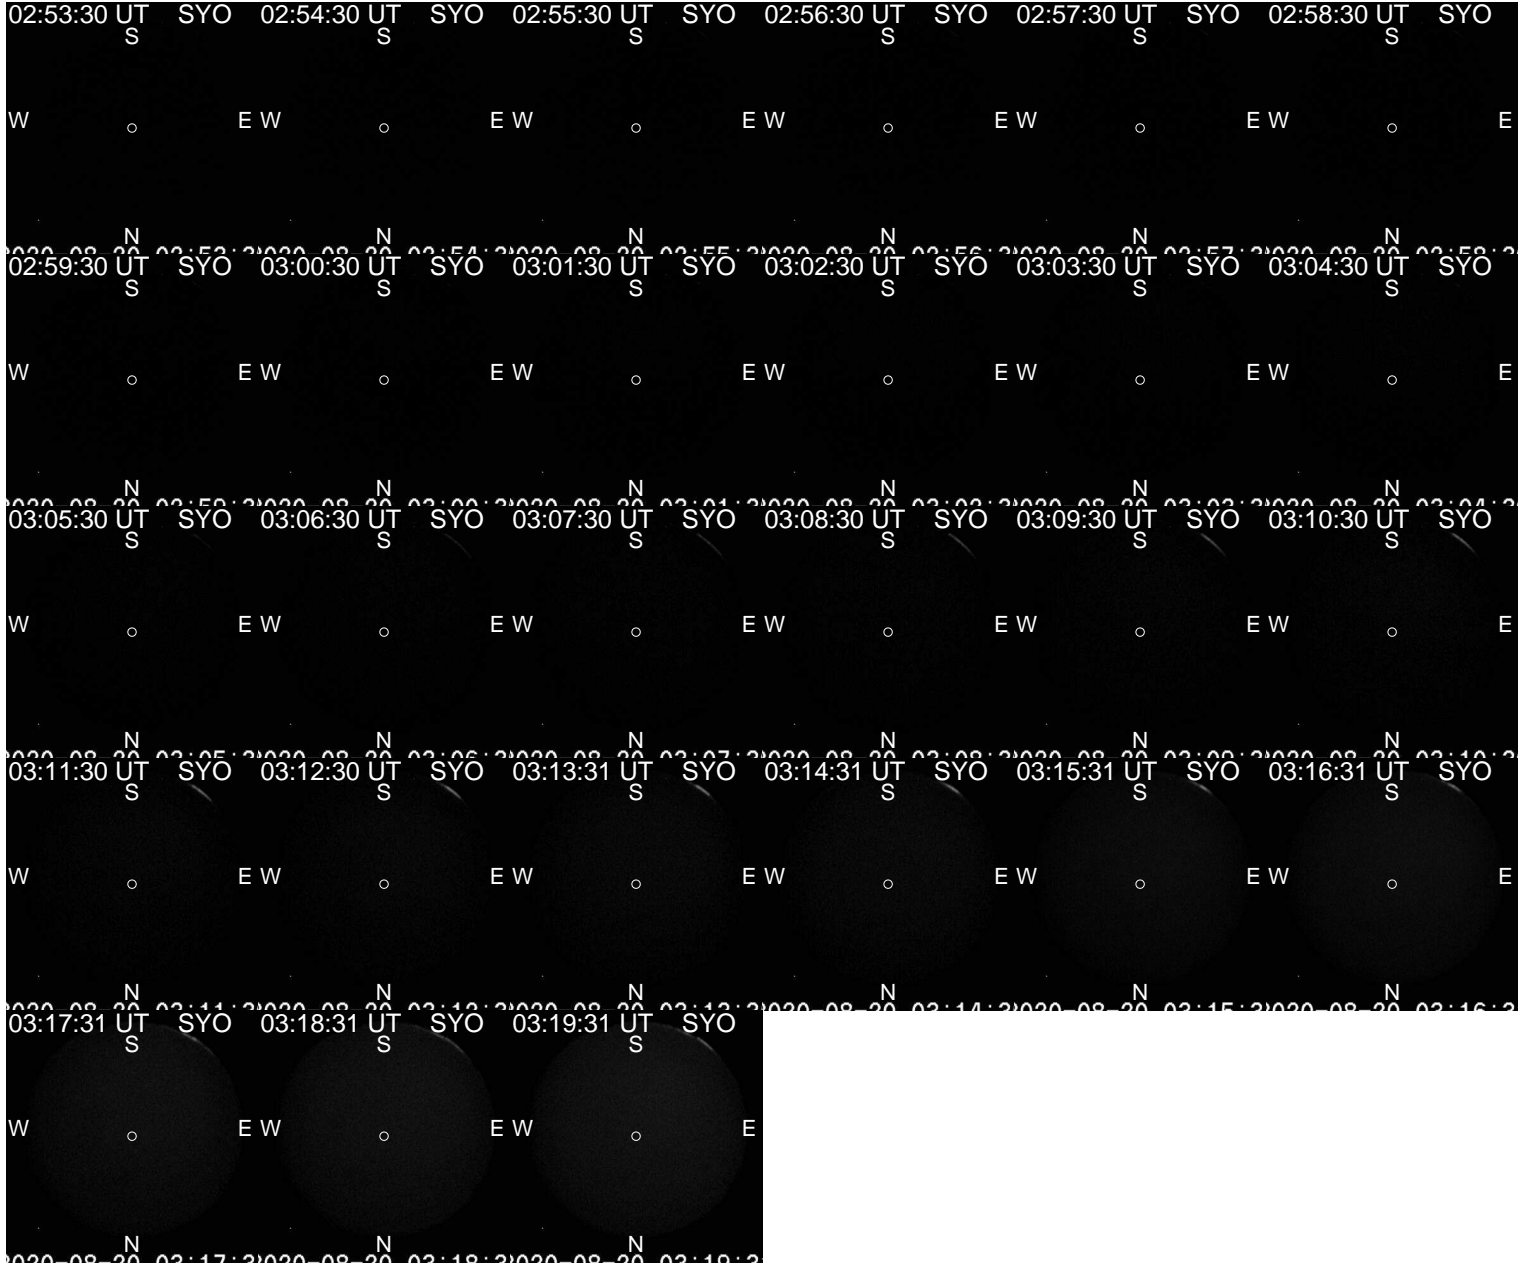 02:53:30 UT SYO 02:54:30 UT SYO 02:55:30 UT SYO 02:56:30 UT SYO 02:57:30 UT SYO 02:58:30 UT SYO
S S S S S S
W E W E W E W E W E W E
N N N N N N
02:59:30 UT SYO 03:00:30 UT SYO 03:01:30 UT SYO 03:02:30 UT SYO 03:03:30 UT SYO 03:04:30 UT SYO
S S S S S S
W E W E W E W E W E W E
N N N N N N
03:05:30 UT SYO 03:06:30 UT SYO 03:07:30 UT SYO 03:08:30 UT SYO 03:09:30 UT SYO 03:10:30 UT SYO
S S S S S S
W E W E W E W E W E W E
N N N N N N
03:11:30 UT SYO 03:12:30 UT SYO 03:13:31 UT SYO 03:14:31 UT SYO 03:15:31 UT SYO 03:16:31 UT SYO
S S S S S S
W E W E W E W E W E W E
N N N N N N
03:17:31 UT SYO 03:18:31 UT SYO 03:19:31 UT SYO
S S S
W E W E W E
N N N